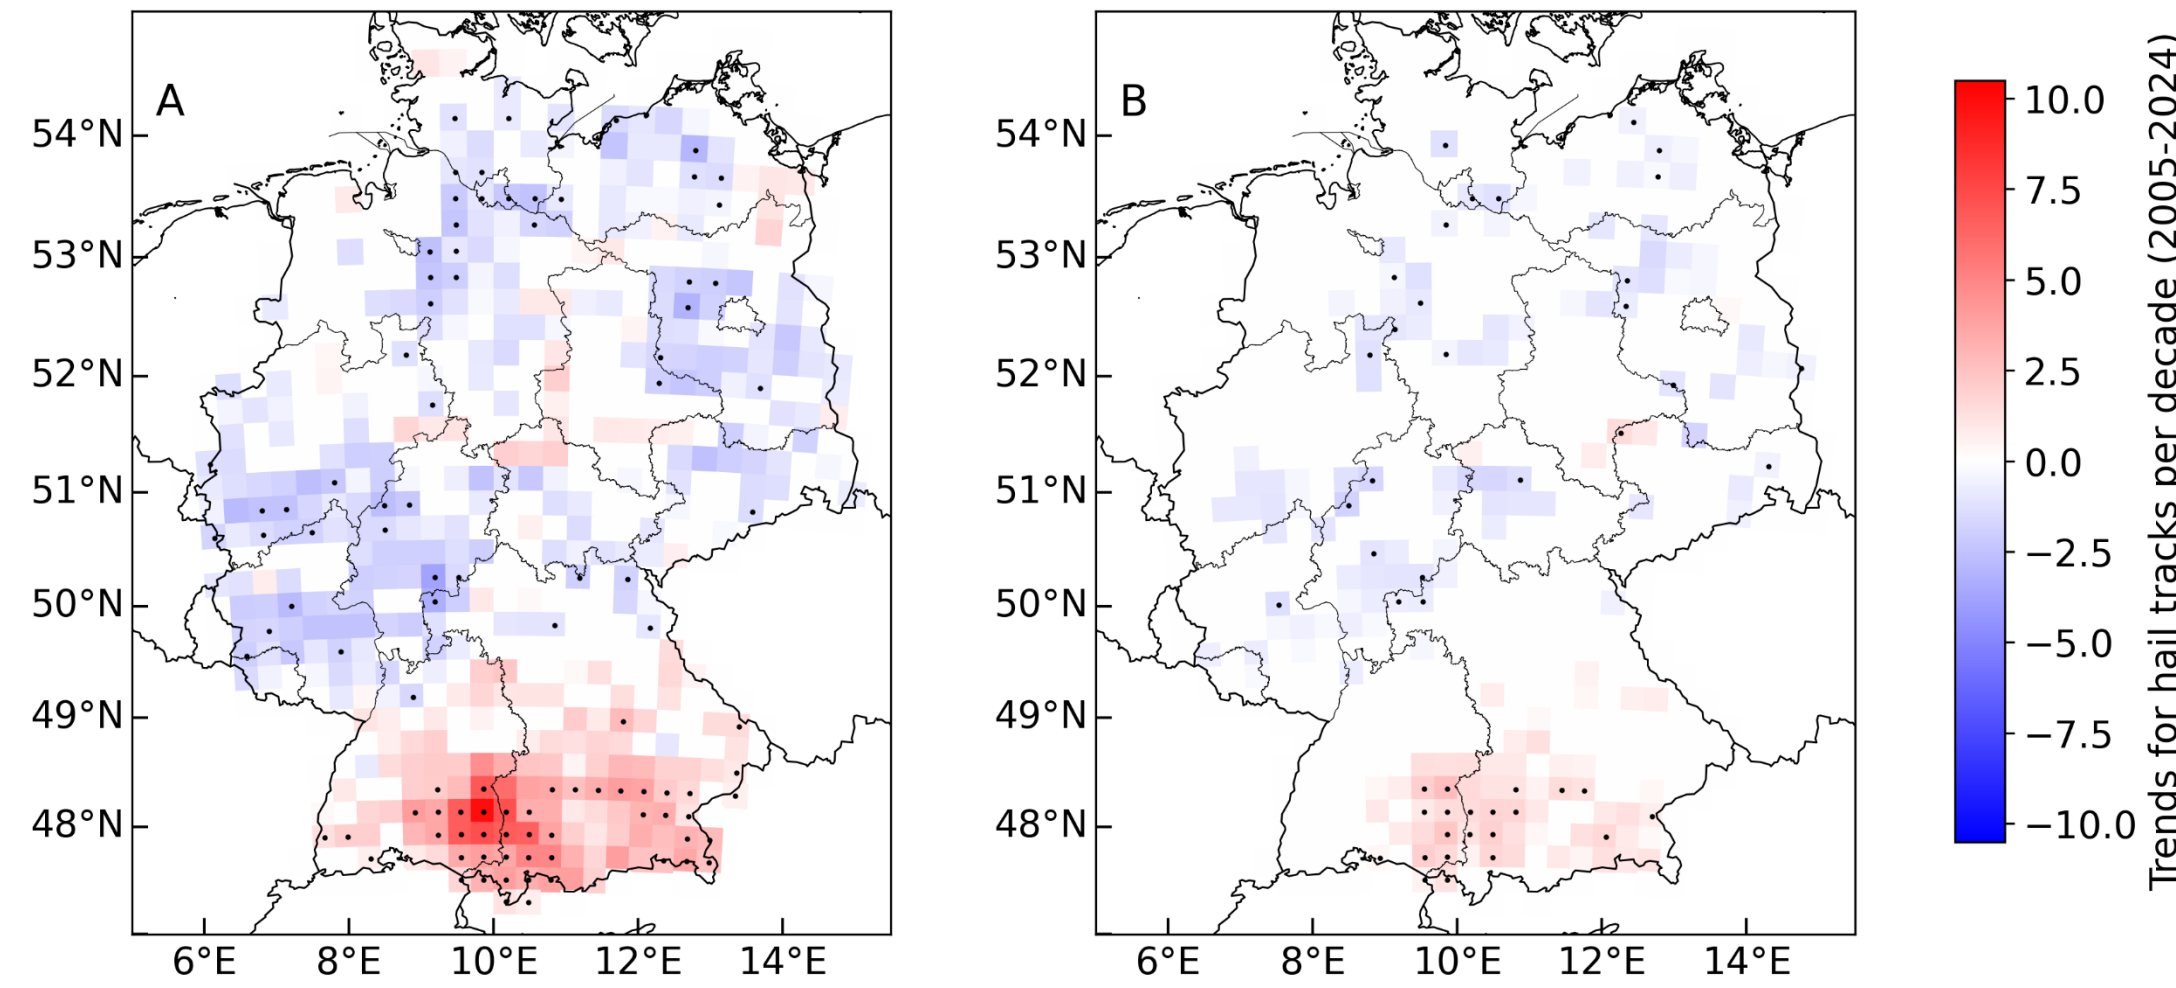 A
54°N
53°N
52°N
51°N
50°N
49°N
48°N
6°E 8°E 10°E 12°E 14°E
B
54°N
53°N
52°N
51°N
50°N
49°N
48°N
6°E 8°E 10°E 12°E 14°E
10.0
7.5
5.0
2.5
0.0
−2.5
−5.0
−7.5
−10.0
Trends for hail tracks per decade (2005-2024)